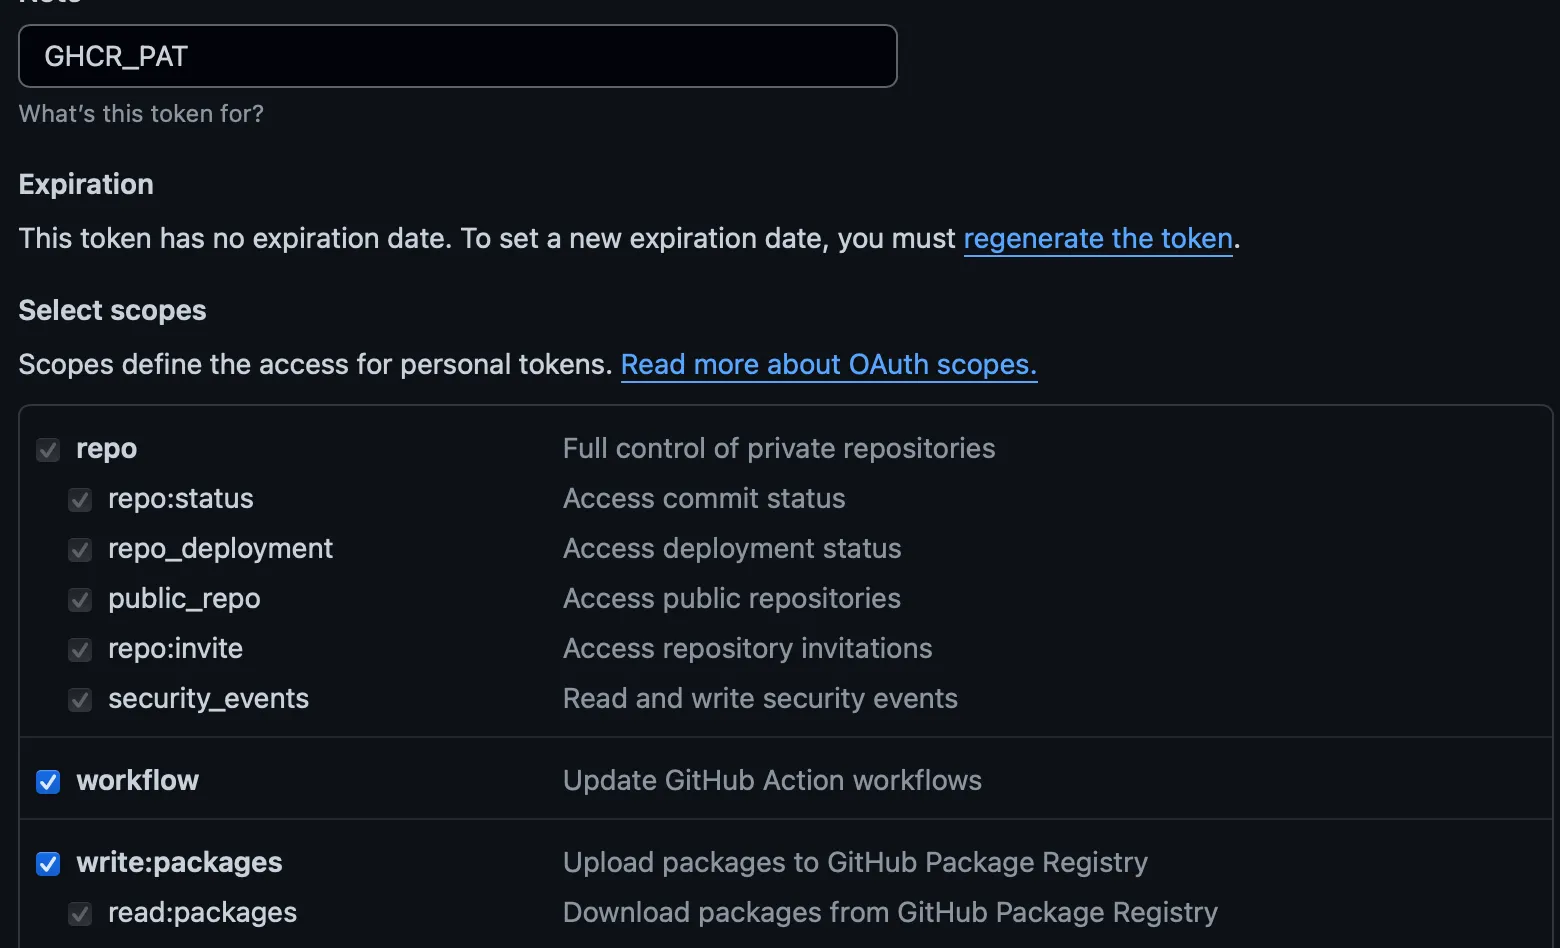 GHCR_PAT
What's this token for?
Expiration
This token has no expiration date. To set a new expiration date, you must regenerate the token.
Select scopes
Scopes define the access for personal tokens. Read more about OAuth scopes.
repo Full control of private repositories
repo:status Access commit status
repo_deployment Access deployment status
public_repo Access public repositories
repo:invite Access repository invitations
security_events Read and write security events
workflow Update GitHub Action workflows
write:packages Upload packages to GitHub Package Registry
read:packages Download packages from GitHub Package Registry